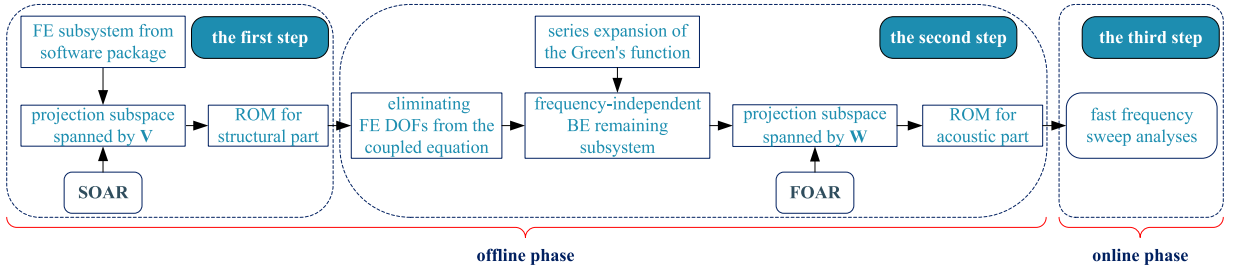 FE subsystem from
software package
the first step
projection subspace
spanned by V
ROM for
structural part
SOAR
series expansion of
the Green's function
the second step
eliminating
FE DOFs from the
coupled equation
frequency-independent
BE remaining
subsystem
projection subspace
spanned by W
ROM for
acoustic part
FOAR
the third step
fast frequency
sweep analyses
offline phase
online phase